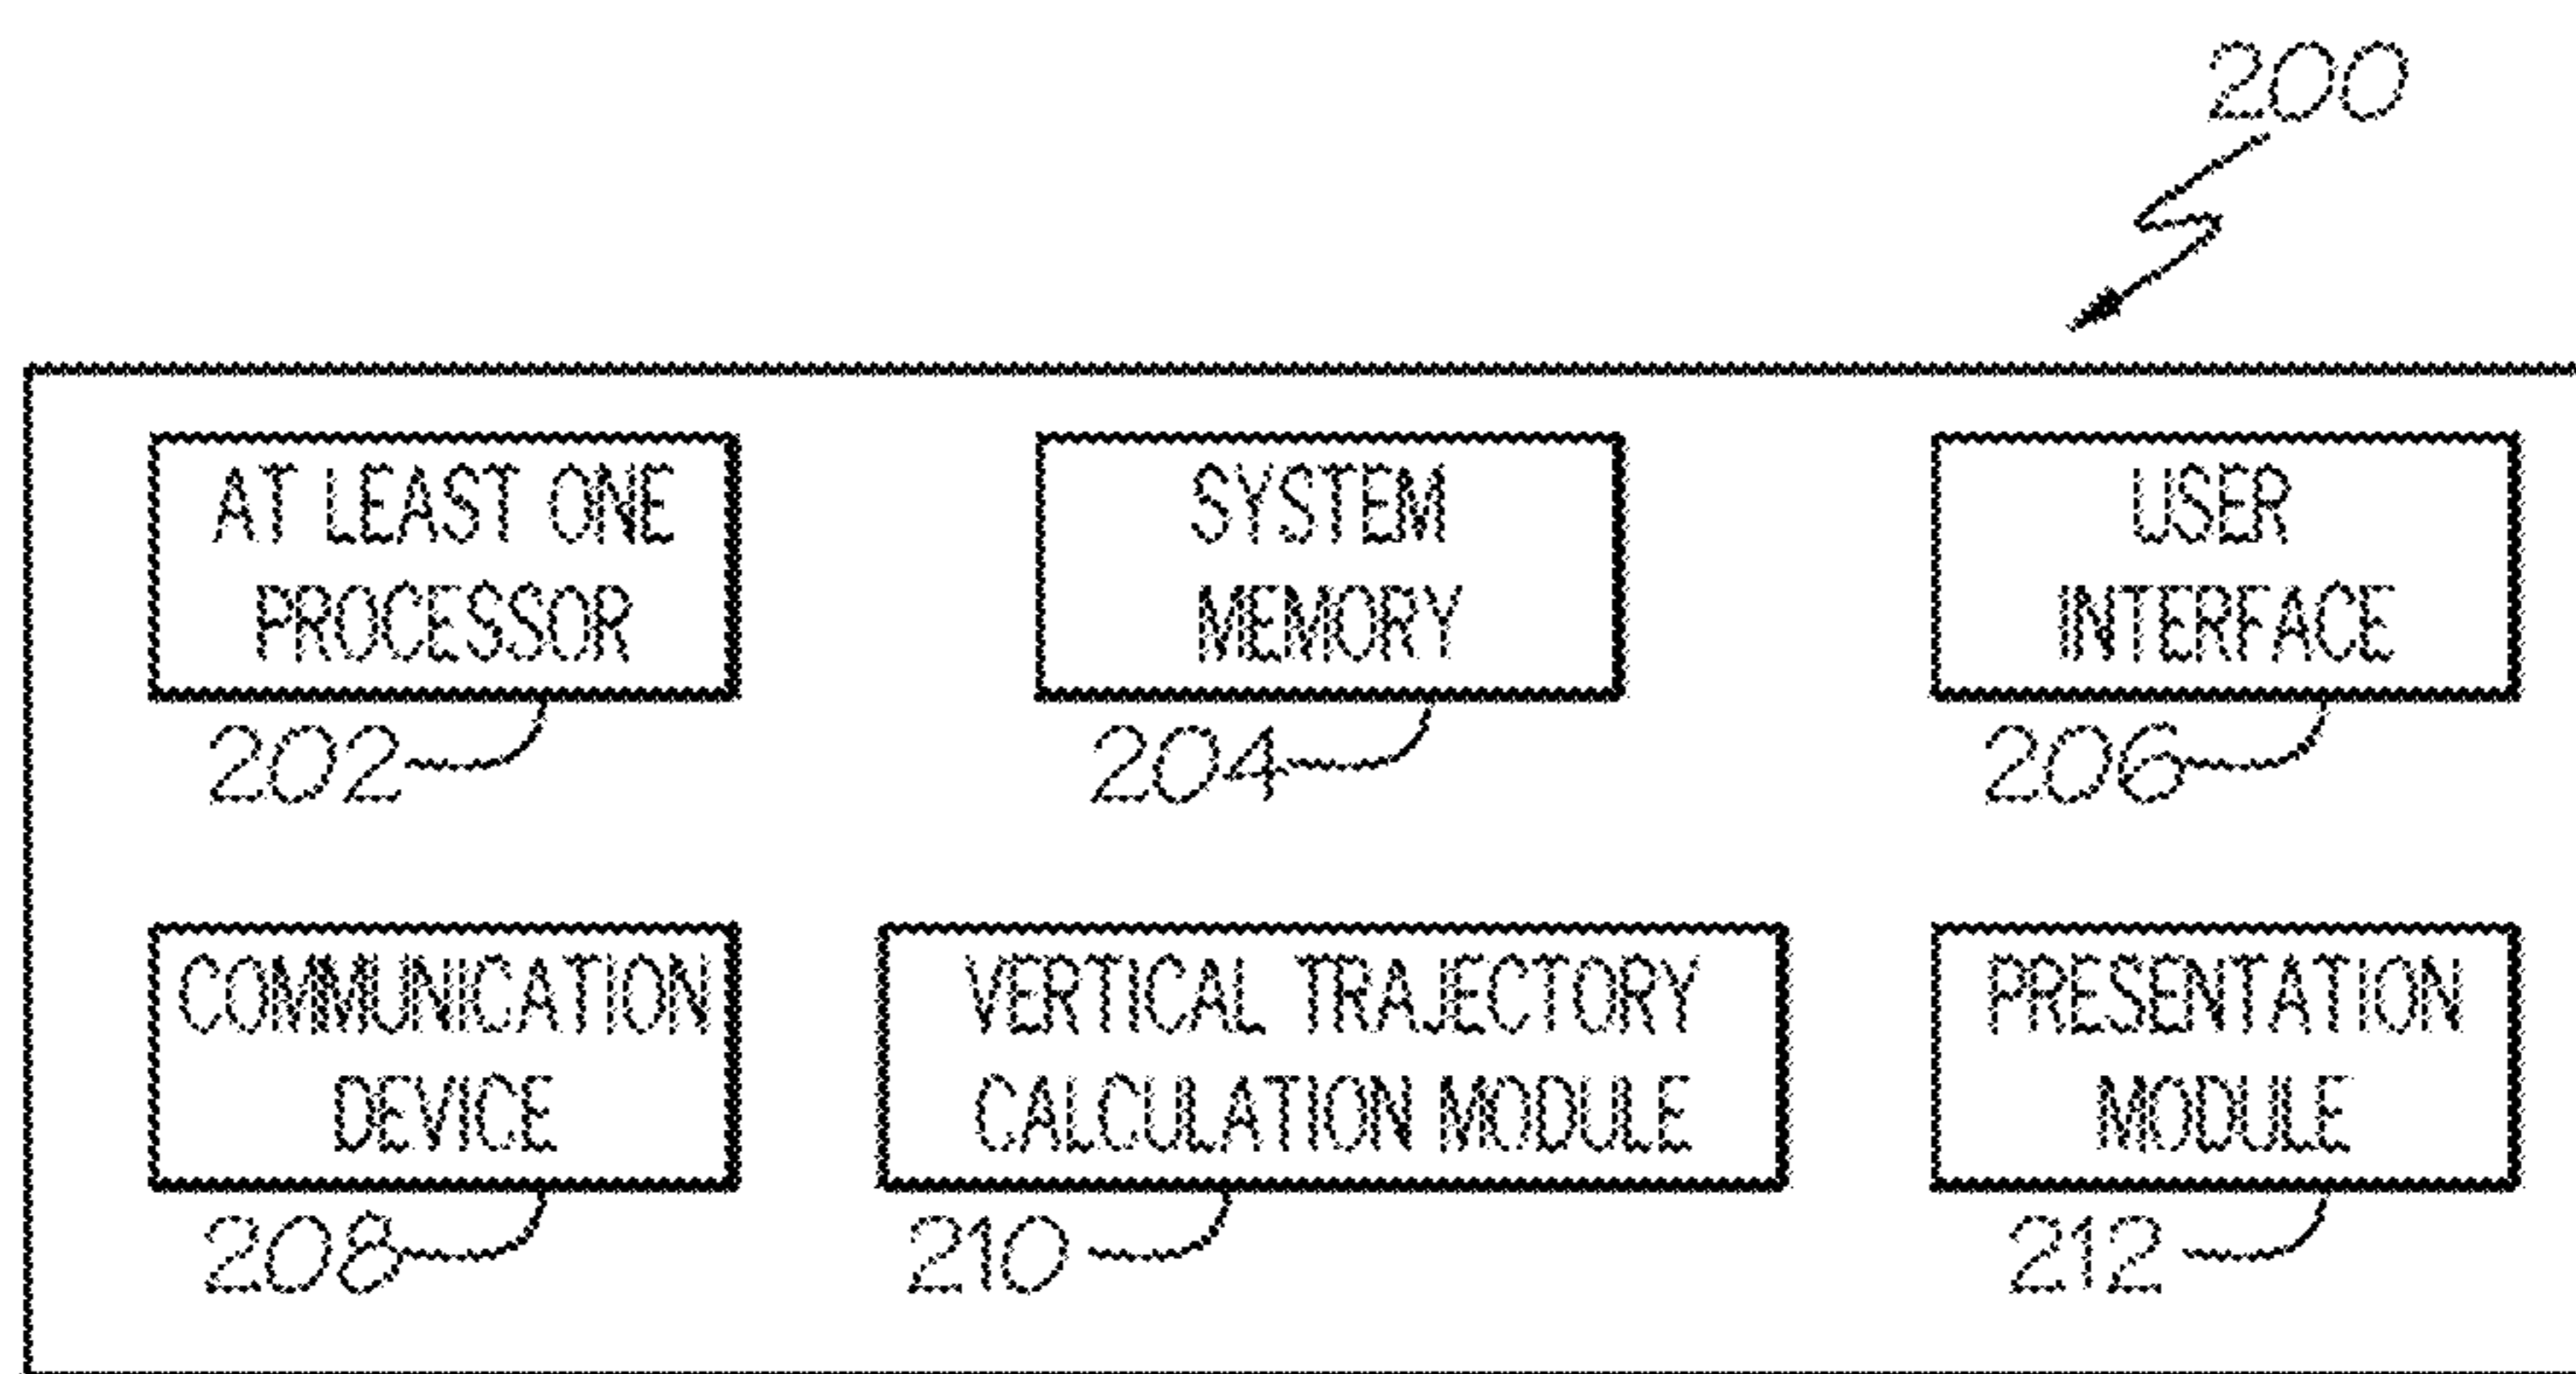 200
AT LEAST ONE
PROCESSOR
202
SYSTEM
MEMORY
204
USER
INTERFACE
206
COMMUNICATION
DEVICE
208
VERTICAL TRAJECTORY
CALCULATION MODULE
210
PRESENTATION
MODULE
212